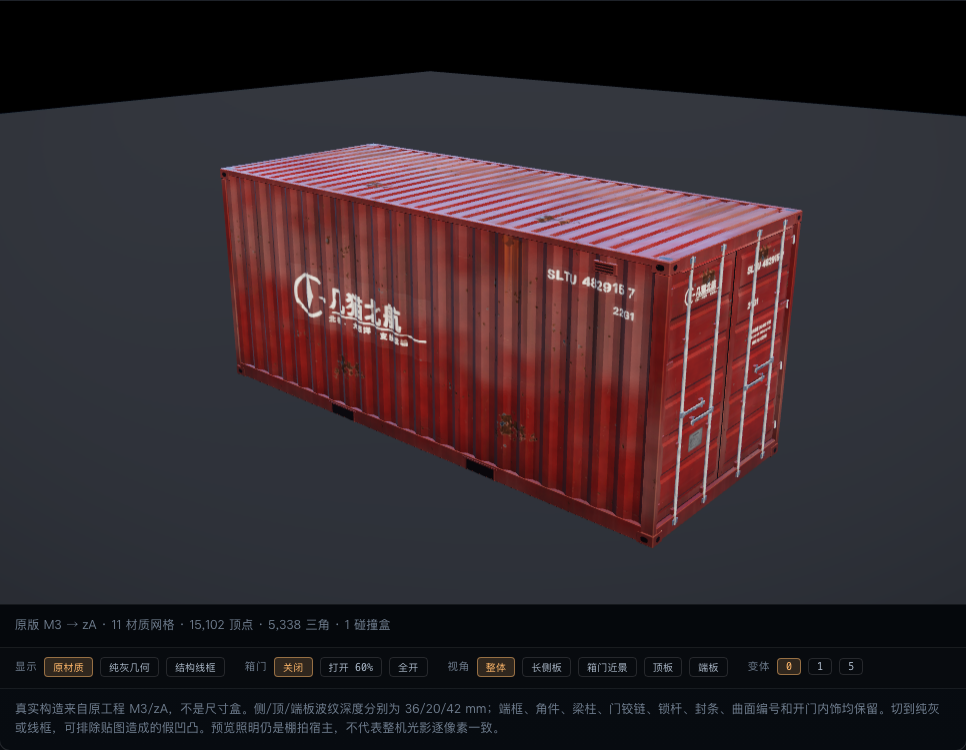 几猫北航
SLTU 4829157
2231
SLTU 482915
原版 M3 → zA · 11 材质网格 · 15,102 顶点 · 5,338 三角 · 1 碰撞盒
显示 原材质 纯灰几何 结构线框 箱门 关闭 打开 60% 全开 视角 整体 长侧板 箱门近景 顶板 端板 变体 0 1 5
真实构造来自原工程 M3/zA，不是尺寸盒。侧/顶/端板波纹深度分别为 36/20/42 mm；端框、角件、梁柱、门铰链、锁杆、封条、曲面编号和开门内饰均保留。切到纯灰
或线框，可排除贴图造成的假凹凸。预览照明仍是棚拍宿主，不代表整机光影逐像素一致。